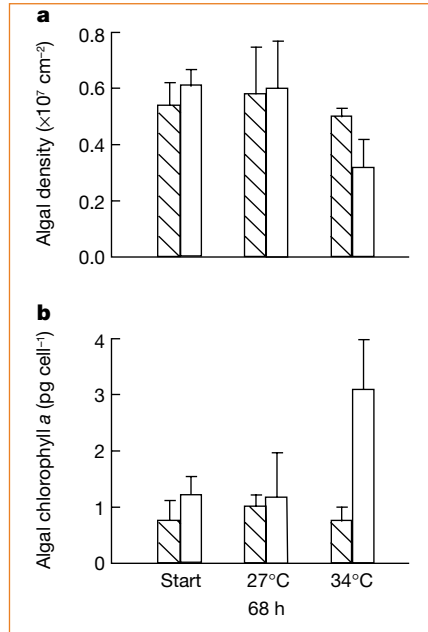 a
0.8
0.6
0.4
0.2
0.0
Algal density (×10⁷ cm⁻²)
b
4
3
2
1
0
Algal chlorophyll a (pg cell⁻¹)
Start 27°C 34°C
68 h